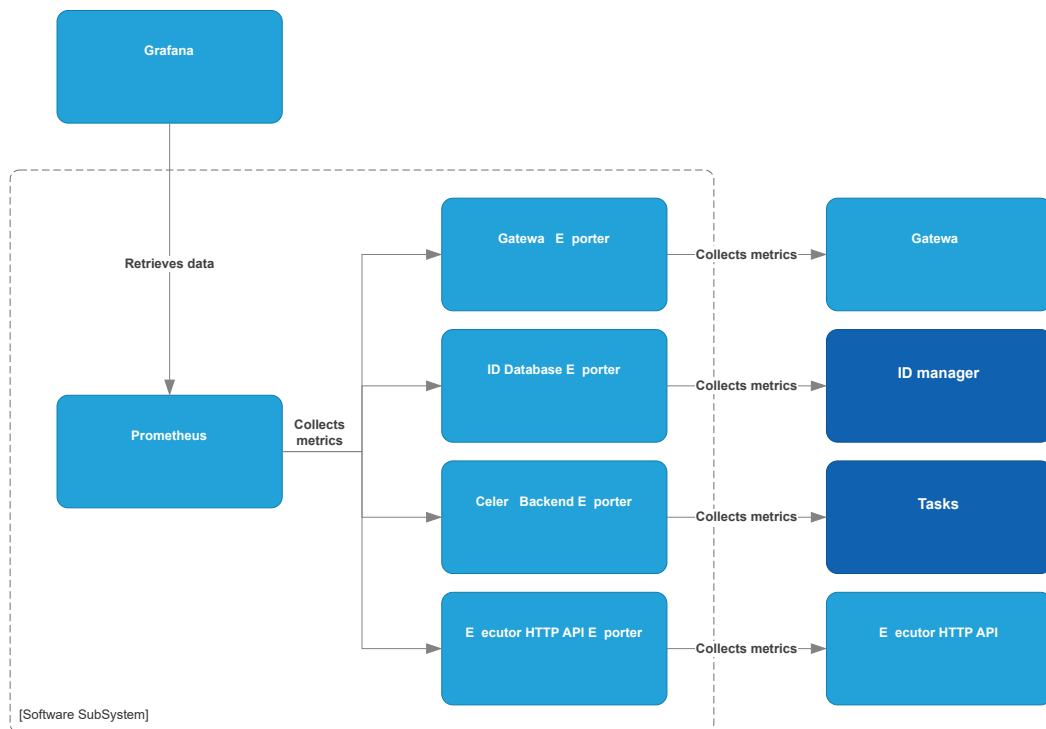 Grafana
Retrieves data
Prometheus
Collects
metrics
Gatewa E porter
Collects metrics
Gatewa
ID Database E porter
Collects metrics
ID manager
Celer Backend E porter
Collects metrics
Tasks
E ecutor HTTP API E porter
Collects metrics
E ecutor HTTP API
[Software SubSystem]